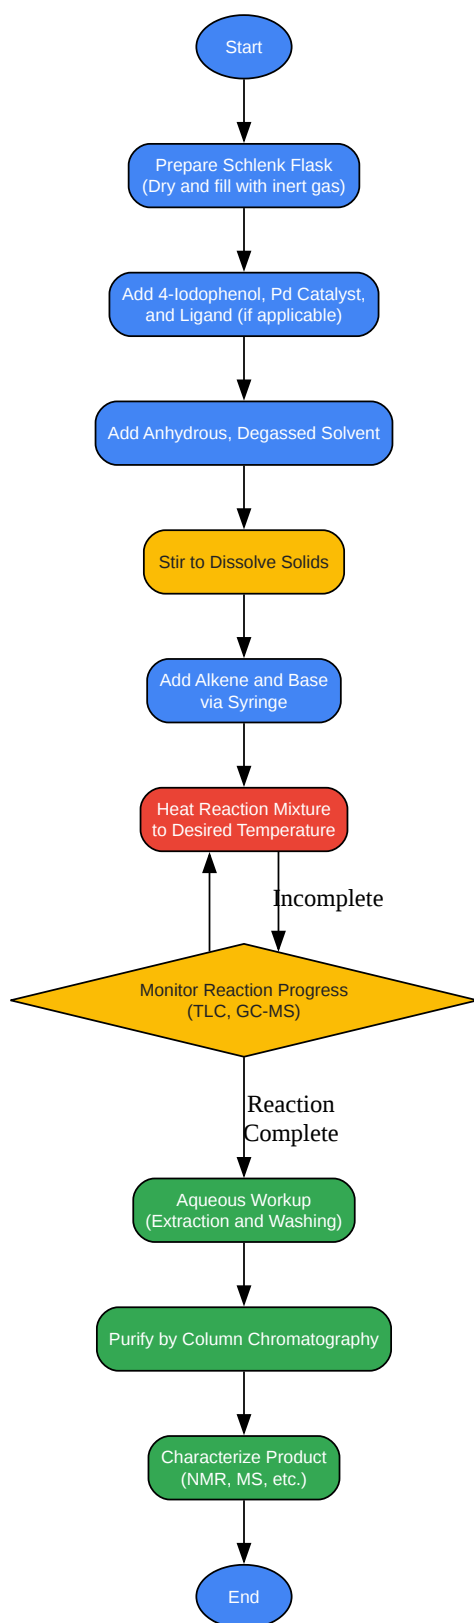 Start
Prepare Schlenk Flask
(Dry and fill with inert gas)
Add 4-Iodophenol, Pd Catalyst,
and Ligand (if applicable)
Add Anhydrous, Degassed Solvent
Stir to Dissolve Solids
Add Alkene and Base
via Syringe
Heat Reaction Mixture
to Desired Temperature
Incomplete
Monitor Reaction Progress
(TLC, GC-MS)
Reaction
Complete
Aqueous Workup
(Extraction and Washing)
Purify by Column Chromatography
Characterize Product
(NMR, MS, etc.)
End